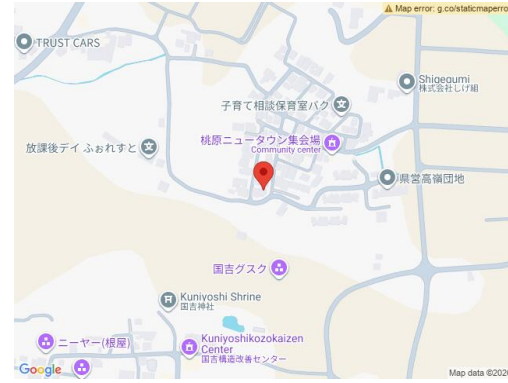 Map error: g.co/staticmaperro
TRUST CARS
Shigegumi
株式会社しげ組
子育て相談保育室バク
桃原ニュータウン集会場
Community center
放課後デイ ふぉれすと
県営高嶺団地
国吉グスク
Kuniyoshi Shrine
国吉神社
ニーヤー(根屋)
Kuniyoshikozokaizen
Center
国吉構造改善センター
Google
Map data ©2026